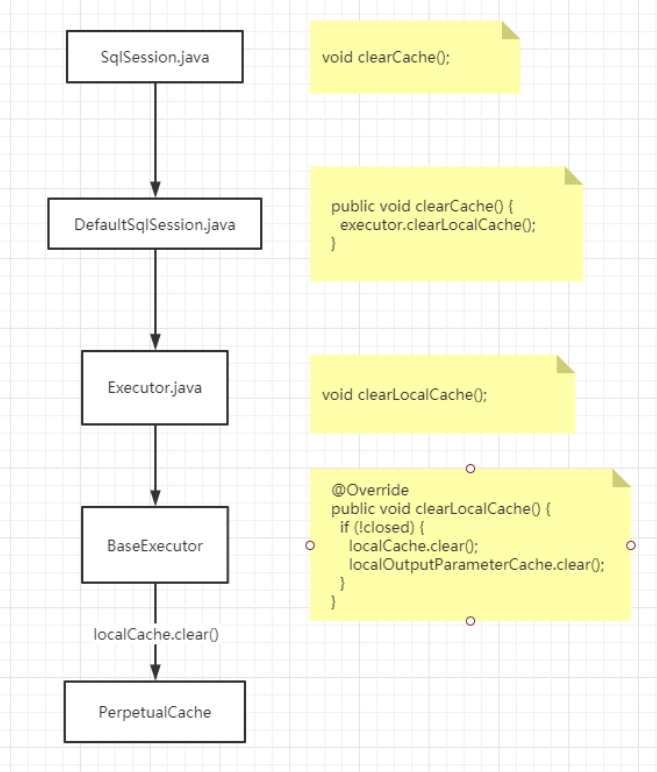 SqlSession.java
void clearCache();
DefaultSqlSession.java
public void clearCache() {
executor.clearLocalCache();
}
Executor.java
void clearLocalCache();
BaseExecutor
@Override
public void clearLocalCache() {
if (!closed) {
localCache.clear();
localOutputParameterCache.clear();
}
}
localCache.clear()
PerpetualCache